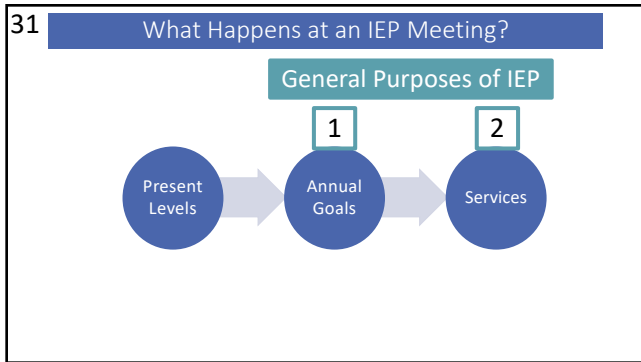 31
What Happens at an IEP Meeting?
General Purposes of IEP
1
2
Present
Levels
Annual
Goals
Services